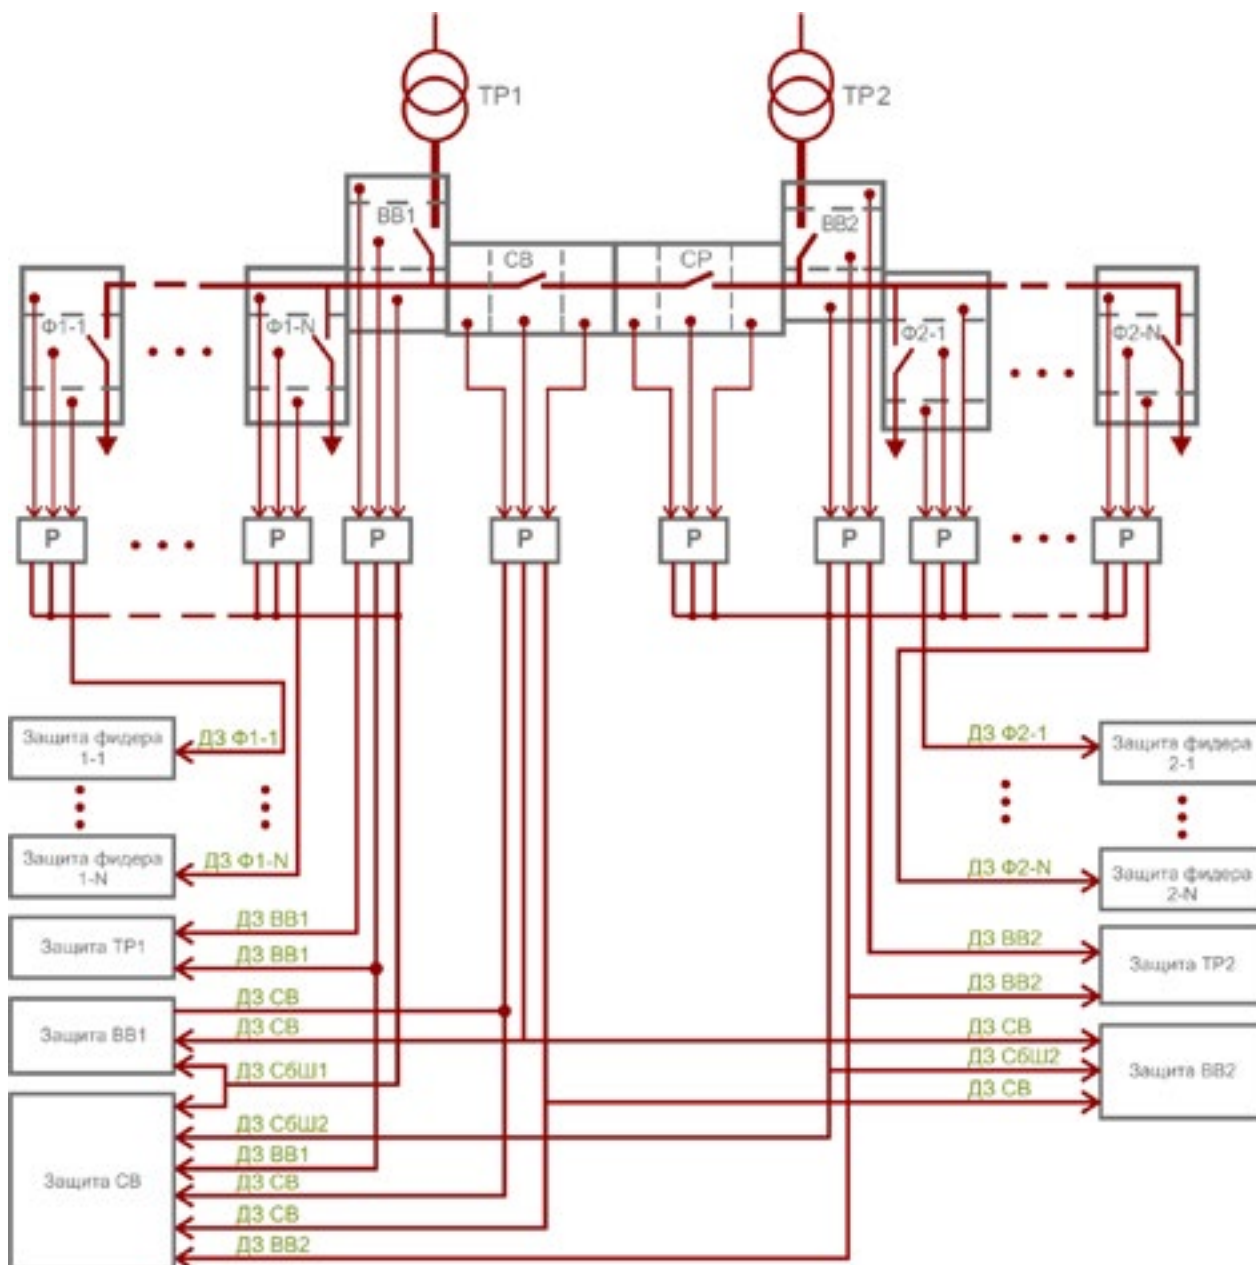 ТР1
ТР2
ВВ1
ВВ2
СВ
СР
Ф1-1
Ф1-N
Ф2-1
Ф2-N
Р
Р
Р
Р
Р
Р
Р
Р
Защита фидера
1-1
ДЗ Ф1-1
ДЗ Ф2-1
Защита фидера
2-1
Защита фидера
1-N
ДЗ Ф1-N
ДЗ Ф2-N
Защита фидера
2-N
Защита ТР1
ДЗ ВВ1
ДЗ ВВ1
ДЗ ВВ2
ДЗ ВВ2
Защита ТР2
Защита ВВ1
ДЗ СВ
ДЗ СВ
ДЗ СбШ1
ДЗ СВ
ДЗ СбШ2
ДЗ СВ
Защита ВВ2
Защита СВ
ДЗ СбШ2
ДЗ ВВ1
ДЗ СВ
ДЗ СВ
ДЗ ВВ2